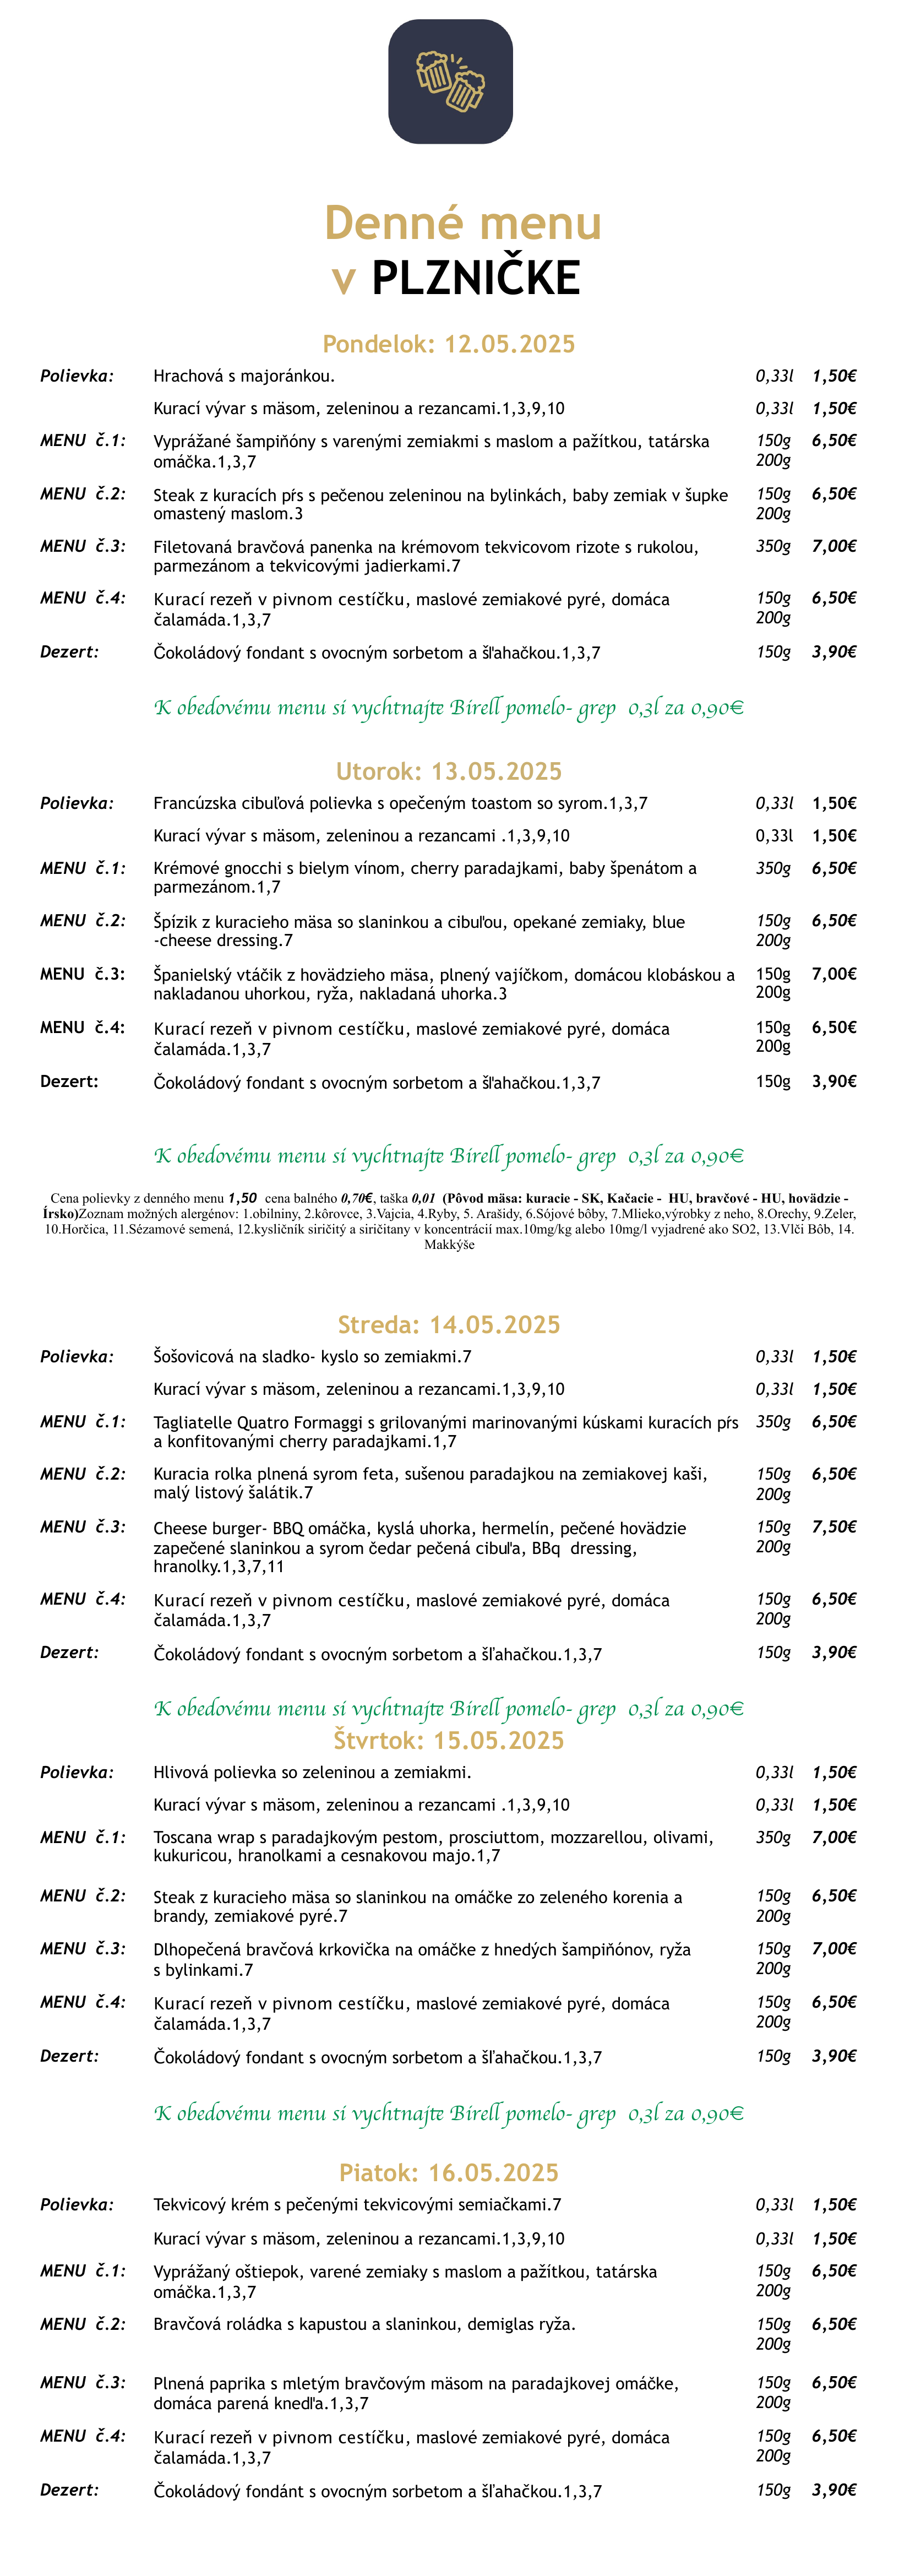 Denné menu
v PLZNIČKE
Pondelok: 12.05.2025
Polievka: Hrachová s majoránkou. 0,33l 1,50€
Kurací vývar s mäsom, zeleninou a rezancami.1,3,9,10 0,33l 1,50€
MENU č.1: Vyprážané šampiňóny s varenými zemiakmi s maslom a pažítkou, tatárska 150g 6,50€
omáčka.1,3,7 200g
MENU č.2: Steak z kuracích pŕs s pečenou zeleninou na bylinkách, baby zemiak v šupke 150g 6,50€
omastený maslom.3 200g
MENU č.3: Filetovaná bravčová panenka na krémovom tekvicovom rizote s rukolou, 350g 7,00€
parmezánom a tekvicovými jadierkami.7
MENU č.4: Kurací rezeň v pivnom cestíčku, maslové zemiakové pyré, domáca 150g 6,50€
čalamáda.1,3,7 200g
Dezert: Čokoládový fondant s ovocným sorbetom a šľahačkou.1,3,7 150g 3,90€
K obedovému menu si vychtnajte Birell pomelo- grep 0,3l za 0,90€
Utorok: 13.05.2025
Polievka: Francúzska cibuľová polievka s opečeným toastom so syrom.1,3,7 0,33l 1,50€
Kurací vývar s mäsom, zeleninou a rezancami .1,3,9,10 0,33l 1,50€
MENU č.1: Krémové gnocchi s bielym vínom, cherry paradajkami, baby špenátom a 350g 6,50€
parmezánom.1,7
MENU č.2: Špízik z kuracieho mäsa so slaninkou a cibuľou, opekané zemiaky, blue 150g 6,50€
-cheese dressing.7 200g
MENU č.3: Španielský vtáčik z hovädzieho mäsa, plnený vajíčkom, domácou klobáskou a 150g 7,00€
nakladanou uhorkou, ryža, nakladaná uhorka.3 200g
MENU č.4: Kurací rezeň v pivnom cestíčku, maslové zemiakové pyré, domáca 150g 6,50€
čalamáda.1,3,7 200g
Dezert: Čokoládový fondant s ovocným sorbetom a šľahačkou.1,3,7 150g 3,90€
K obedovému menu si vychtnajte Birell pomelo- grep 0,3l za 0,90€
Cena polievky z denného menu 1,50 cena balného 0,70€, taška 0,01 (Pôvod mäsa: kuracie - SK, Kačacie - HU, bravčové - HU, hovädzie -
Írsko)Zoznam možných alergénov: 1.obilniny, 2.kôrovce, 3.Vajcia, 4.Ryby, 5. Arašidy, 6.Sójové bôby, 7.Mlieko,výrobky z neho, 8.Orechy, 9.Zeler,
10.Horčica, 11.Sézamové semená, 12.kysličník siričitý a siričitany v koncentrácií max.10mg/kg alebo 10mg/l vyjadrené ako SO2, 13.Vlčí Bôb, 14.
Makkýše
Streda: 14.05.2025
Polievka: Šošovicová na sladko- kyslo so zemiakmi.7 0,33l 1,50€
Kurací vývar s mäsom, zeleninou a rezancami.1,3,9,10 0,33l 1,50€
MENU č.1: Tagliatelle Quatro Formaggi s grilovanými marinovanými kúskami kuracích pŕs 350g 6,50€
a konfitovanými cherry paradajkami.1,7
MENU č.2: Kuracia rolka plnená syrom feta, sušenou paradajkou na zemiakovej kaši, 150g 6,50€
malý listový šalátik.7 200g
MENU č.3: Cheese burger- BBQ omáčka, kyslá uhorka, hermelín, pečené hovädzie 150g 7,50€
zapečené slaninkou a syrom čedar pečená cibuľa, BBq dressing, 200g
hranolky.1,3,7,11
MENU č.4: Kurací rezeň v pivnom cestíčku, maslové zemiakové pyré, domáca 150g 6,50€
čalamáda.1,3,7 200g
Dezert: Čokoládový fondant s ovocným sorbetom a šľahačkou.1,3,7 150g 3,90€
K obedovému menu si vychtnajte Birell pomelo- grep 0,3l za 0,90€
Štvrtok: 15.05.2025
Polievka: Hlivová polievka so zeleninou a zemiakmi. 0,33l 1,50€
Kurací vývar s mäsom, zeleninou a rezancami .1,3,9,10 0,33l 1,50€
MENU č.1: Toscana wrap s paradajkovým pestom, prosciuttom, mozzarellou, olivami, 350g 7,00€
kukuricou, hranolkami a cesnakovou majo.1,7
MENU č.2: Steak z kuracieho mäsa so slaninkou na omáčke zo zeleného korenia a 150g 6,50€
brandy, zemiakové pyré.7 200g
MENU č.3: Dlhopečená bravčová krkovička na omáčke z hnedých šampiňónov, ryža 150g 7,00€
s bylinkami.7 200g
MENU č.4: Kurací rezeň v pivnom cestíčku, maslové zemiakové pyré, domáca 150g 6,50€
čalamáda.1,3,7 200g
Dezert: Čokoládový fondant s ovocným sorbetom a šľahačkou.1,3,7 150g 3,90€
K obedovému menu si vychtnajte Birell pomelo- grep 0,3l za 0,90€
Piatok: 16.05.2025
Polievka: Tekvicový krém s pečenými tekvicovými semiačkami.7 0,33l 1,50€
Kurací vývar s mäsom, zeleninou a rezancami.1,3,9,10 0,33l 1,50€
MENU č.1: Vyprážaný oštiepok, varené zemiaky s maslom a pažítkou, tatárska 150g 6,50€
omáčka.1,3,7 200g
MENU č.2: Bravčová roládka s kapustou a slaninkou, demiglas ryža. 150g 6,50€
200g
MENU č.3: Plnená paprika s mletým bravčovým mäsom na paradajkovej omáčke, 150g 6,50€
domáca parená knedľa.1,3,7 200g
MENU č.4: Kurací rezeň v pivnom cestíčku, maslové zemiakové pyré, domáca 150g 6,50€
čalamáda.1,3,7 200g
Dezert: Čokoládový fondánt s ovocným sorbetom a šľahačkou.1,3,7 150g 3,90€